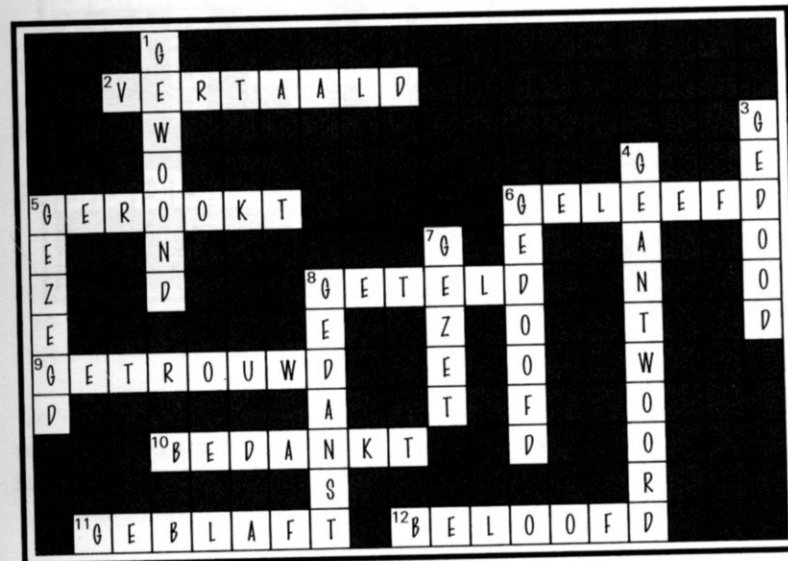 1 GEWOOND
2 VERTAALD
3 GEDOOD
4 GEANTWOORD
5 GEROOKT
5 GEZEGD
6 GELEEFD
6 GEDOOFD
7 GEZET
8 GETELD
8 GEDANST
9 GETROUWD
10 BEDANKT
11 GEBLAFT
12 BELOOFD